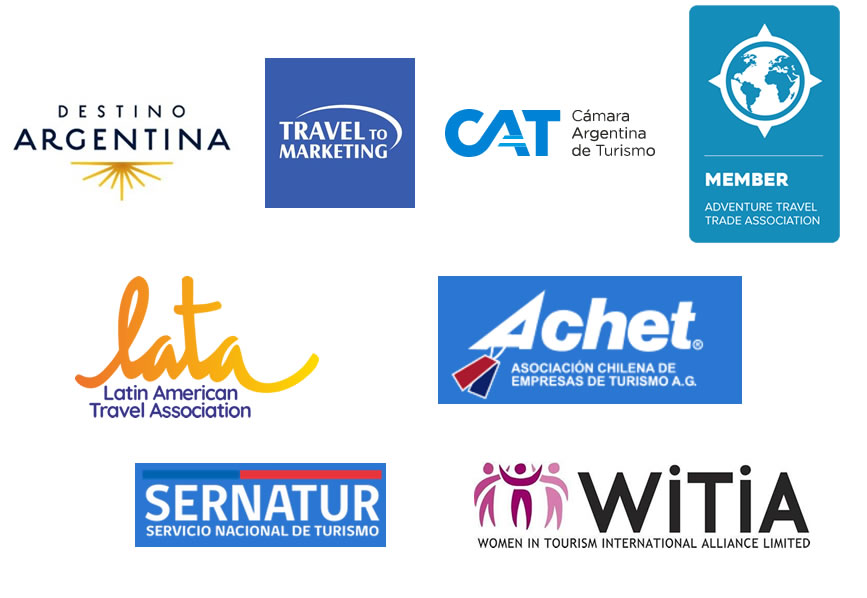 DESTINO
ARGENTINA
TRAVEL TO
MARKETING
CAT
Cámara
Argentina
de Turismo
MEMBER
ADVENTURE TRAVEL
TRADE ASSOCIATION
lata
Latin American
Travel Association
Achet®
ASOCIACIÓN CHILENA DE
EMPRESAS DE TURISMO A.G.
SERNATUR
SERVICIO NACIONAL DE TURISMO
WiTiA
WOMEN IN TOURISM INTERNATIONAL ALLIANCE LIMITED